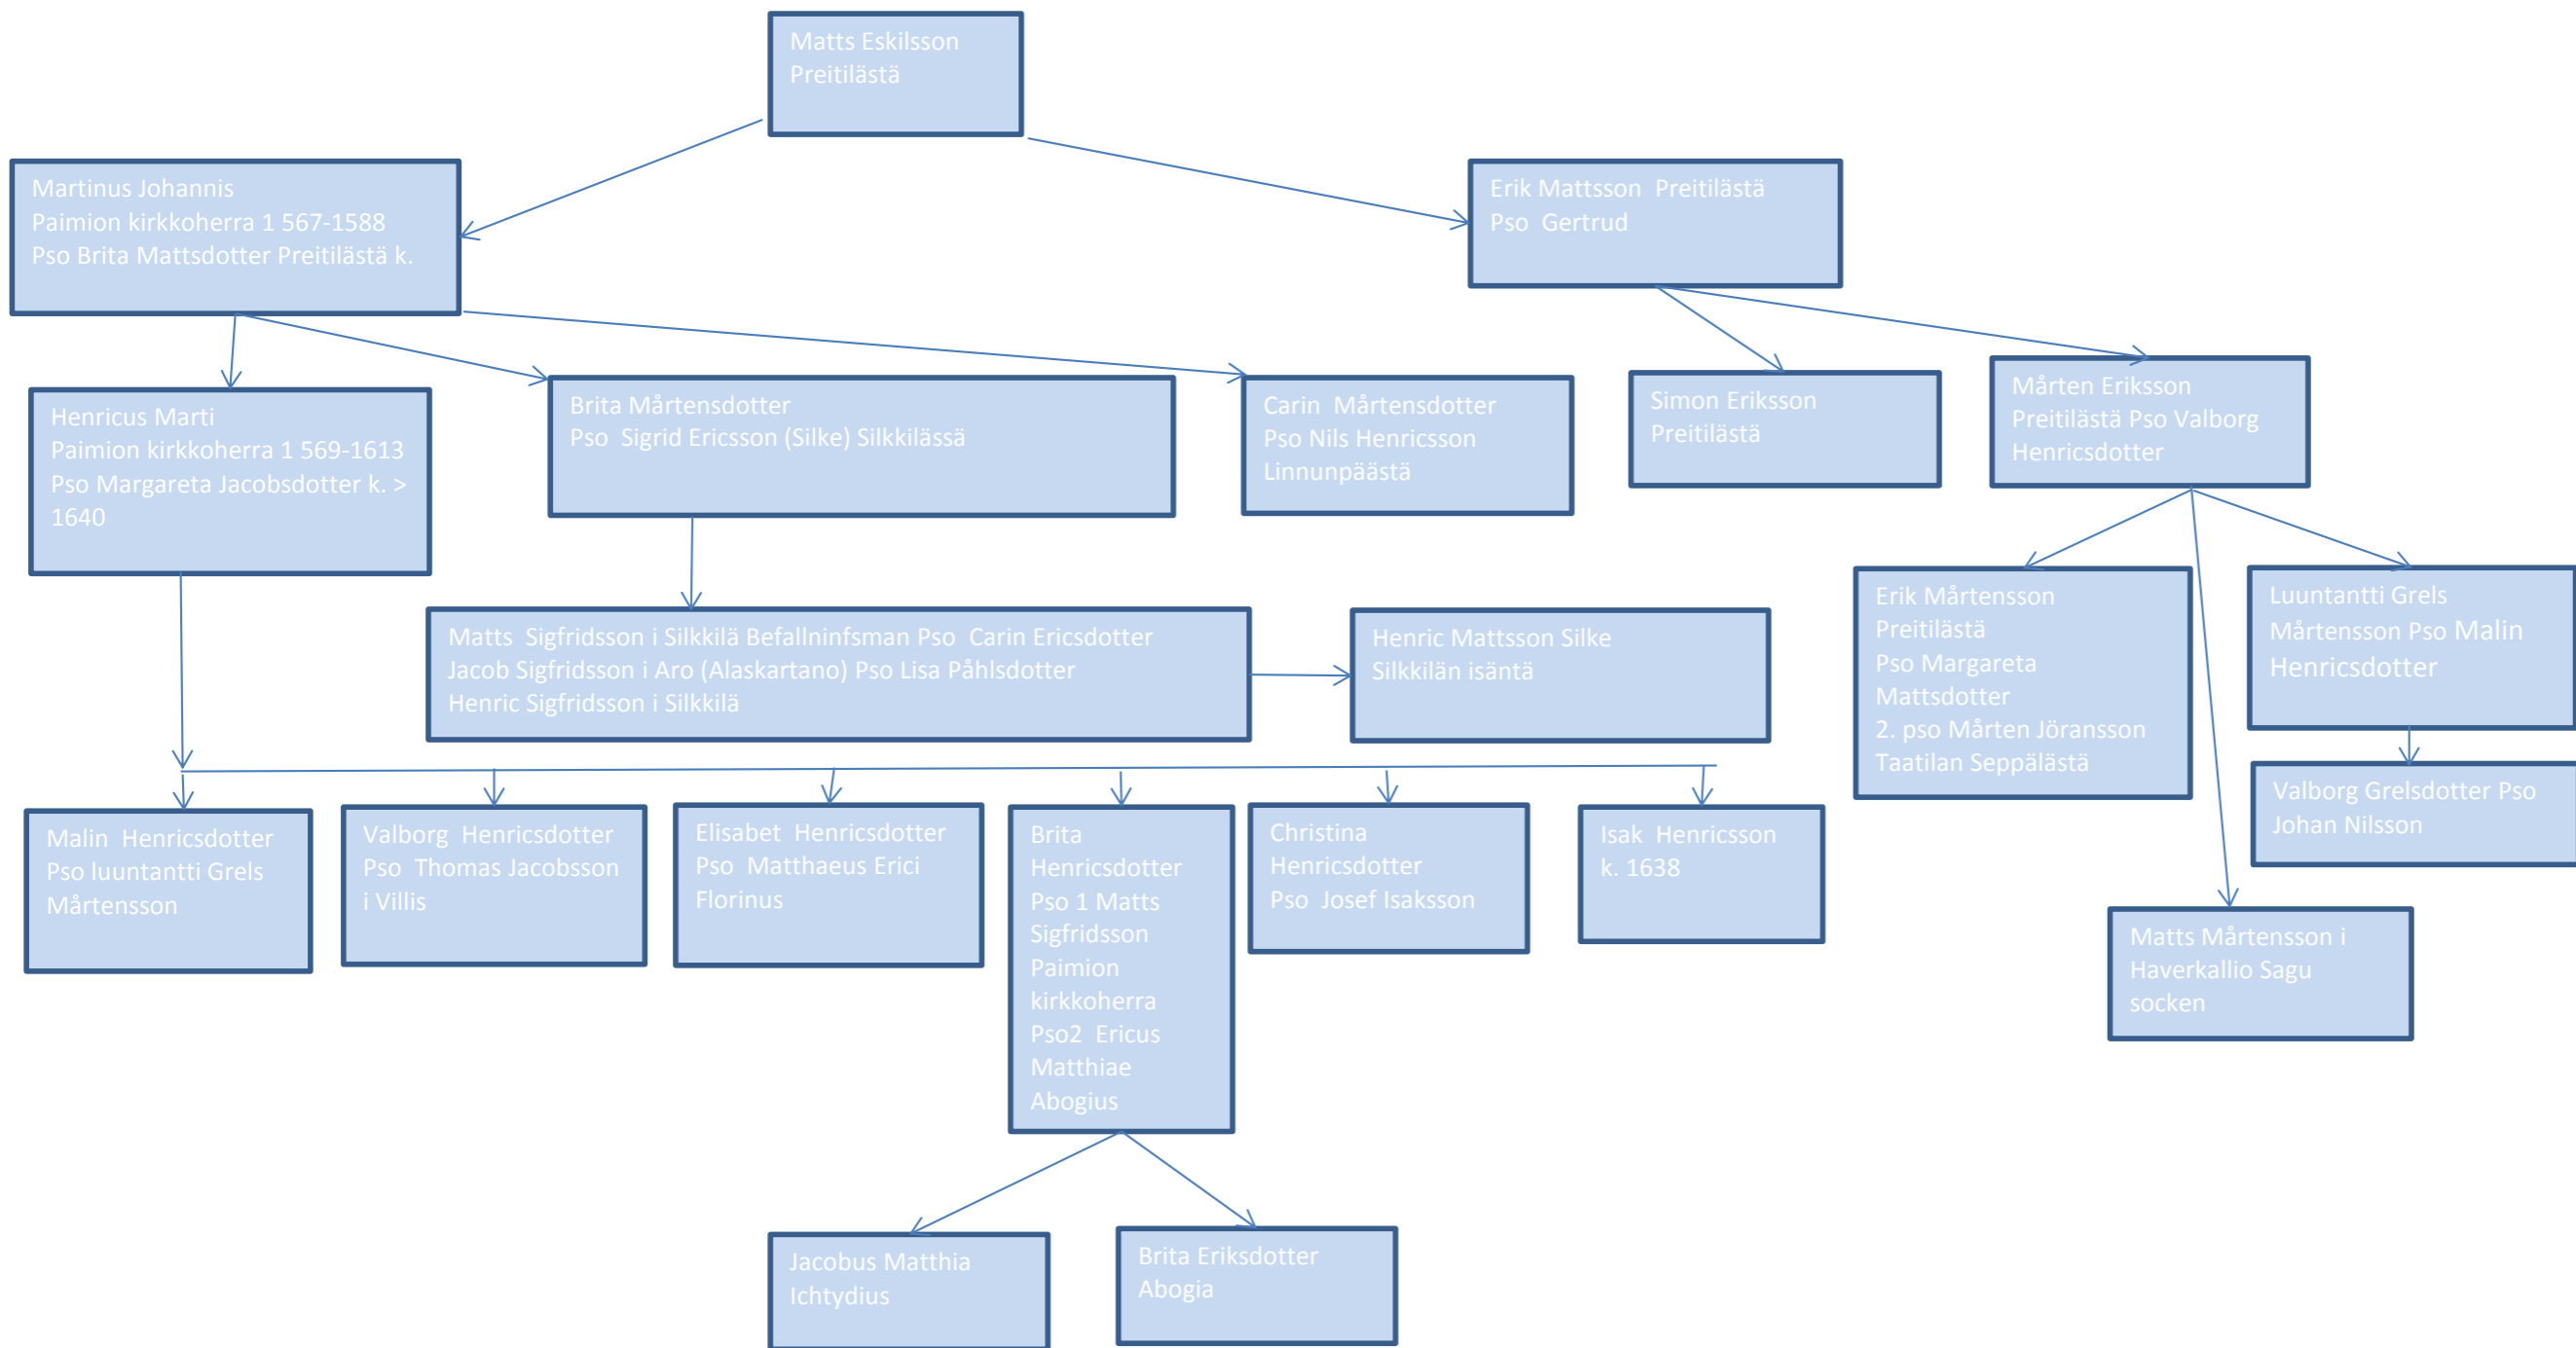 Matts Eskilsson
Preitilästä
Martinus Johannis
Paimion kirkkoherra 1 567-1588
Pso Brita Mattsdotter Preitilästä k.
Erik Mattsson  Preitilästä
Pso  Gertrud
Henricus Marti
Paimion kirkkoherra 1 569-1613
Pso Margareta Jacobsdotter k. >
1640
Brita Mårtensdotter
Pso  Sigrid Ericsson (Silke) Silkkilässä
Carin  Mårtensdotter
Pso Nils Henricsson
Linnunpäästä
Simon Eriksson
Preitilästä
Mårten Eriksson
Preitilästä Pso Valborg
Henricsdotter
Matts  Sigfridsson i Silkkilä Befallninfsman Pso  Carin Ericsdotter
Jacob Sigfridsson i Aro (Alaskartano) Pso Lisa Påhlsdotter
Henric Sigfridsson i Silkkilä
Henric Mattsson Silke
Silkkilän isäntä
Erik Mårtensson
Preitilästä
Pso Margareta
Mattsdotter
2. pso Mårten Jöransson
Taatilan Seppälästä
Luuntantti Grels
Mårtensson Pso Malin
Henricsdotter
Valborg Grelsdotter Pso
Johan Nilsson
Malin  Henricsdotter
Pso luuntantti Grels
Mårtensson
Valborg  Henricsdotter
Pso  Thomas Jacobsson
i Villis
Elisabet  Henricsdotter
Pso  Matthaeus Erici
Florinus
Brita
Henricsdotter
Pso 1 Matts
Sigfridsson
Paimion
kirkkoherra
Pso2  Ericus
Matthiae
Abogius
Christina
Henricsdotter
Pso  Josef Isaksson
Isak  Henricsson
k. 1638
Matts Mårtensson i
Haverkallio Sagu
socken
Jacobus Matthia
Ichtydius
Brita Eriksdotter
Abogia